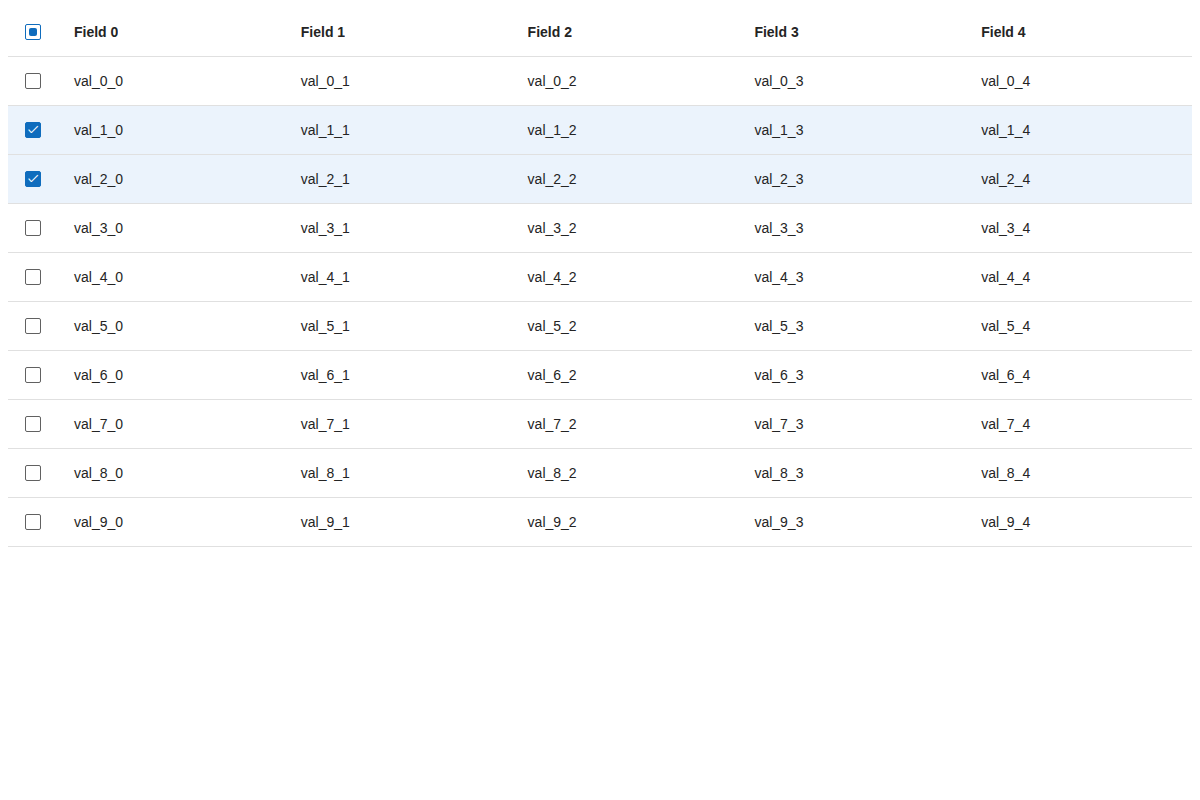 Field 0 Field 1 Field 2 Field 3 Field 4
val_0_0 val_0_1 val_0_2 val_0_3 val_0_4
val_1_0 val_1_1 val_1_2 val_1_3 val_1_4
val_2_0 val_2_1 val_2_2 val_2_3 val_2_4
val_3_0 val_3_1 val_3_2 val_3_3 val_3_4
val_4_0 val_4_1 val_4_2 val_4_3 val_4_4
val_5_0 val_5_1 val_5_2 val_5_3 val_5_4
val_6_0 val_6_1 val_6_2 val_6_3 val_6_4
val_7_0 val_7_1 val_7_2 val_7_3 val_7_4
val_8_0 val_8_1 val_8_2 val_8_3 val_8_4
val_9_0 val_9_1 val_9_2 val_9_3 val_9_4